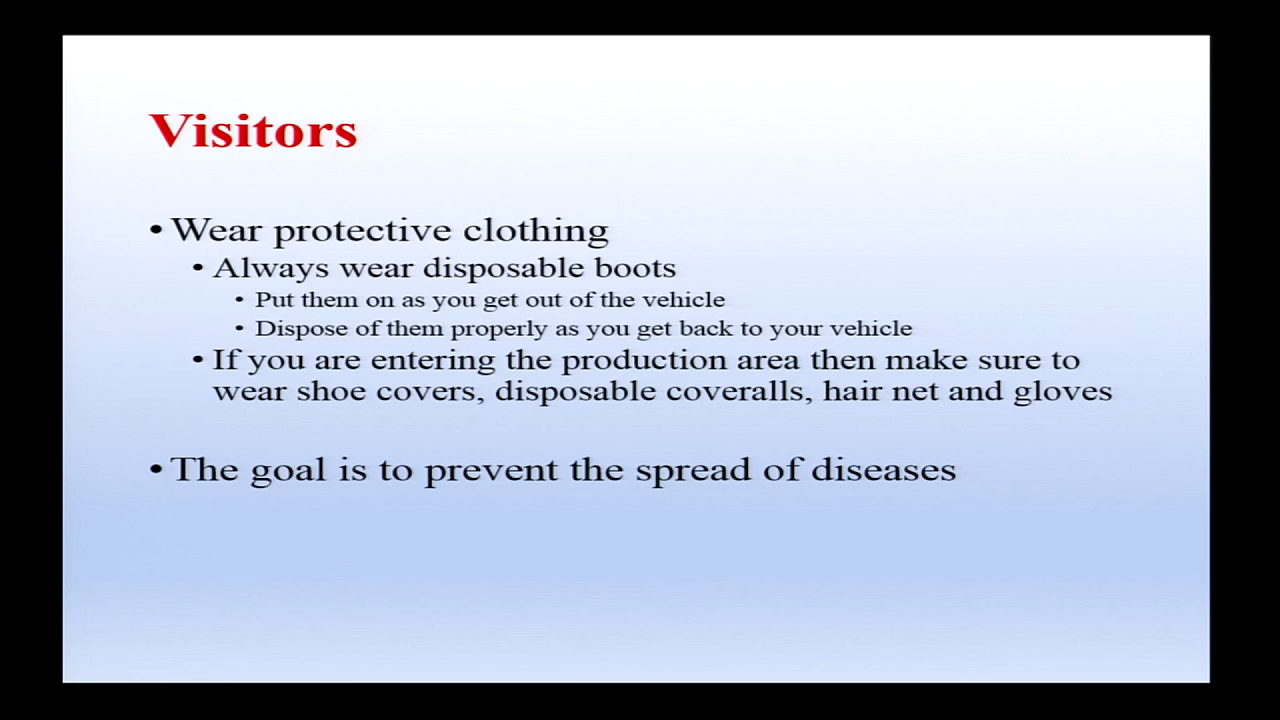 Visitors
• Wear protective clothing
• Always wear disposable boots
• Put them on as you get out of the vehicle
• Dispose of them properly as you get back to your vehicle
• If you are entering the production area then make sure to
wear shoe covers, disposable coveralls, hair net and gloves
• The goal is to prevent the spread of diseases